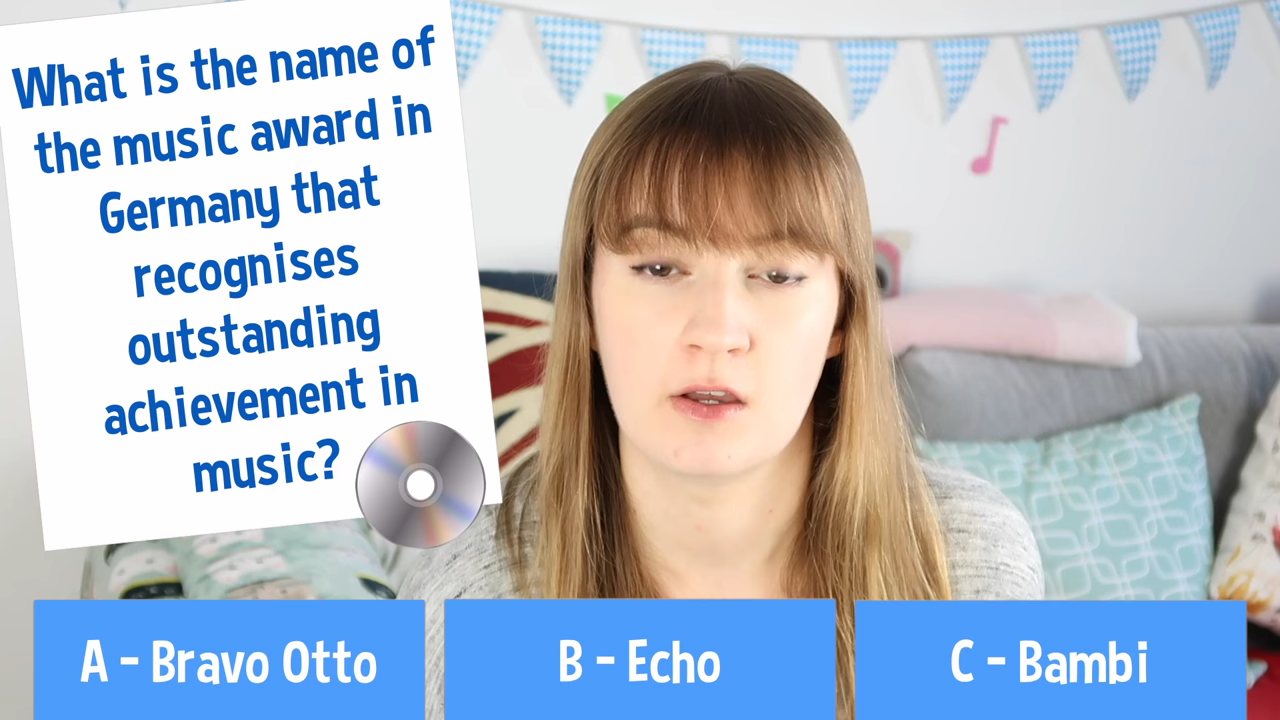 What is the name of
the music award in
Germany that
recognises
outstanding
achievement in
music?
A - Bravo Otto
B - Echo
C - Bambi